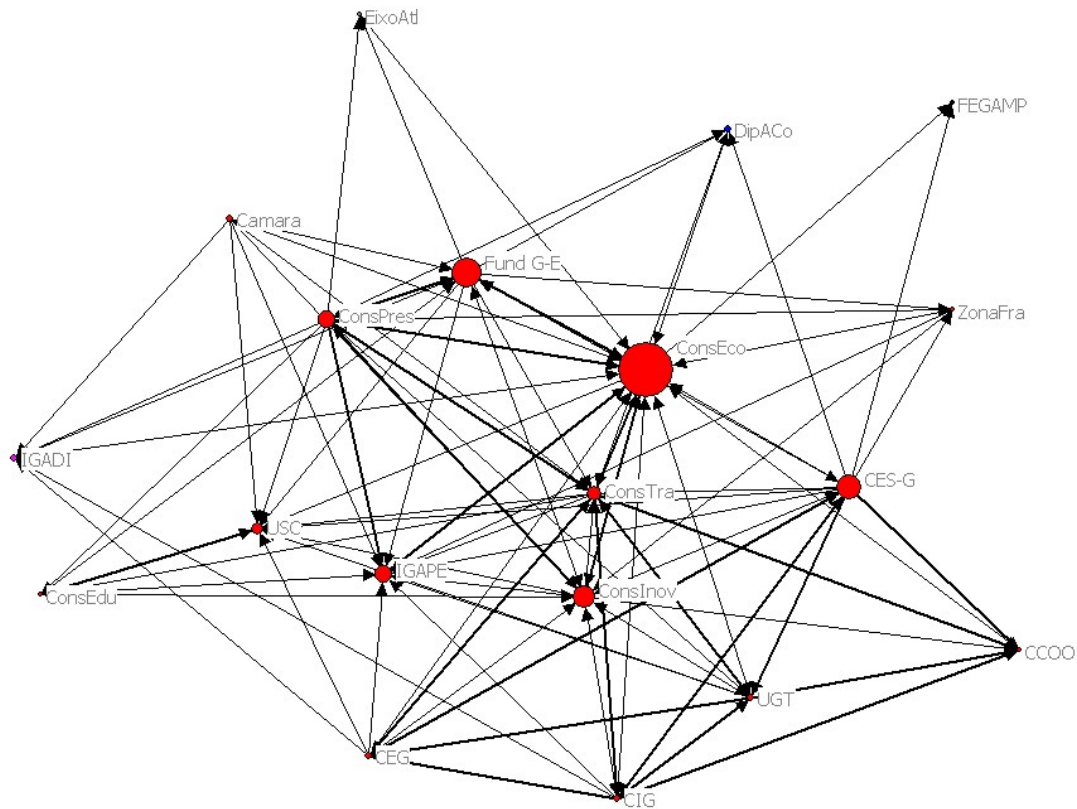 EixoAtl
FEGAMP
DipACo
Camara
Fund G-E
ConsPres
ZonaFra
ConsEco
IGADI
CES-G
ConsTra
USC
IGAPE
ConsEdu
ConsInov
CCOO
UGT
CEG
CIG